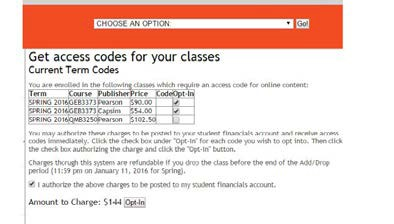 CHOOSE AN OPTION:
Go!
Get access codes for your classes
Current Term Codes
You are enrolled in the following classes which require an access code for online content:
Term Course Publisher Price Code Opt-In
SPRING 2016 GEB3373 Pearson $90.00
SPRING 2016 GEB3373 Capsim $54.00
SPRING 2016 QMB3250 Pearson $102.50
You may authorize these charges to be posted to your student financials account and receive access
codes immediately. Click the check box under "Opt-In" for each code you wish to opt into. Then click
the check box authorizing the charge and click the "Opt-In" button.
Charges through this system are refundable if you drop the class before the end of the Add/Drop
period (11:59 pm on January 11, 2016 for Spring).
I authorize the above charges to be posted to my student financials account.
Amount to Charge: $144 Opt-In